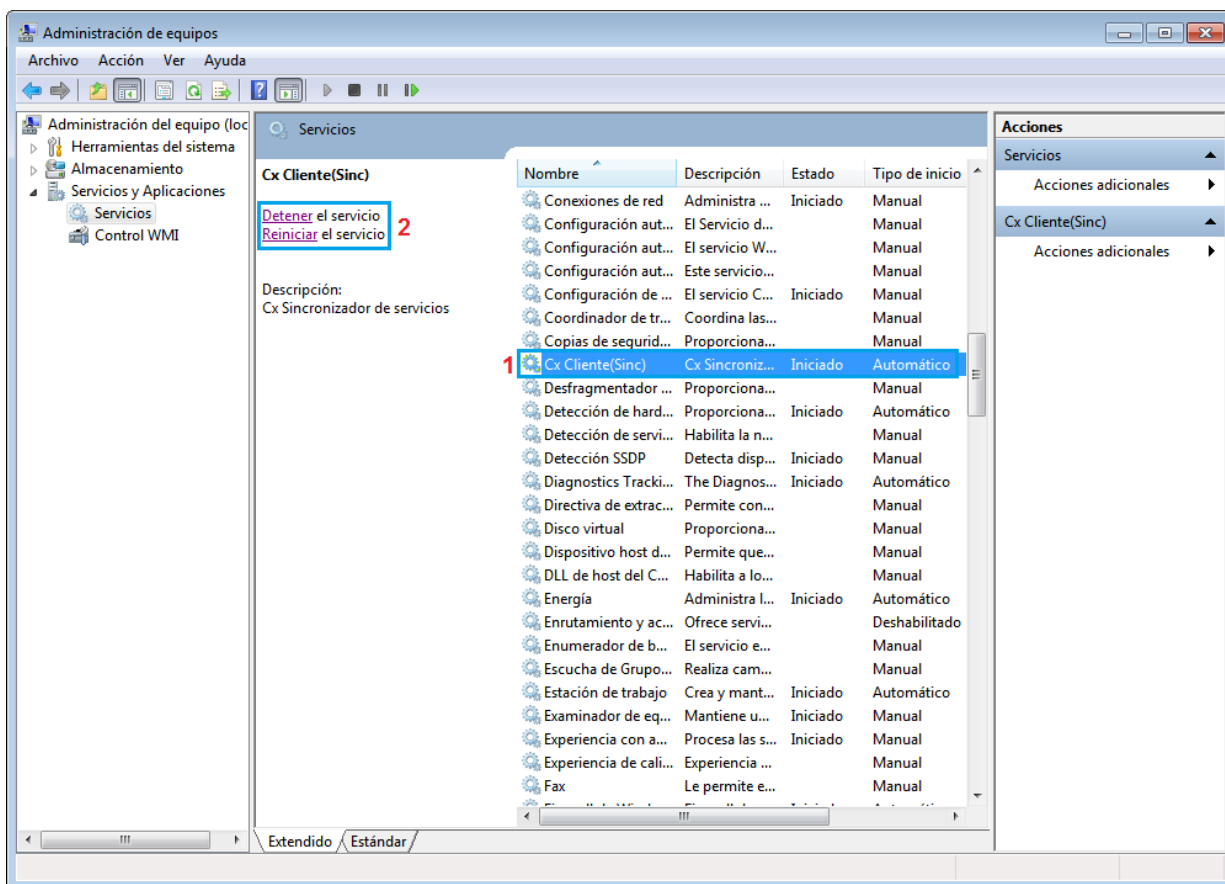 Administración de equipos
Archivo Acción Ver Ayuda
Administración del equipo (loc
Herramientas del sistema
Almacenamiento
Servicios y Aplicaciones
Servicios
Control WMI
Servicios
Cx Cliente(Sinc)
Detener el servicio
Reiniciar el servicio
2
Descripción:
Cx Sincronizador de servicios
Nombre Descripción Estado Tipo de inicio
Conexiones de red Administra ... Iniciado Manual
Configuración aut... El Servicio d... Manual
Configuración aut... El servicio W... Manual
Configuración aut... Este servicio... Manual
Configuración de ... El servicio C... Iniciado Manual
Coordinador de tr... Coordina las... Manual
Copias de segurid... Proporciona... Manual
1 Cx Cliente(Sinc) Cx Sincroniz... Iniciado Automático
Desfragmentador ... Proporciona... Manual
Detección de hard... Proporciona... Iniciado Automático
Detección de servi... Habilita la n... Manual
Detección SSDP Detecta disp... Iniciado Manual
Diagnostics Tracki... The Diagnos... Iniciado Automático
Directiva de extrac... Permite con... Manual
Disco virtual Proporciona... Manual
Dispositivo host d... Permite que... Manual
DLL de host del C... Habilita a lo... Manual
Energía Administra l... Iniciado Automático
Enrutamiento y ac... Ofrece servi... Deshabilitado
Enumerador de b... El servicio e... Manual
Escucha de Grupo... Realiza cam... Manual
Estación de trabajo Crea y mant... Iniciado Automático
Examinador de eq... Mantiene u... Iniciado Manual
Experiencia con a... Procesa las s... Iniciado Manual
Experiencia de cali... Experiencia ... Manual
Fax Le permite e... Manual
Extendido Estándar
Acciones
Servicios
Acciones adicionales
Cx Cliente(Sinc)
Acciones adicionales